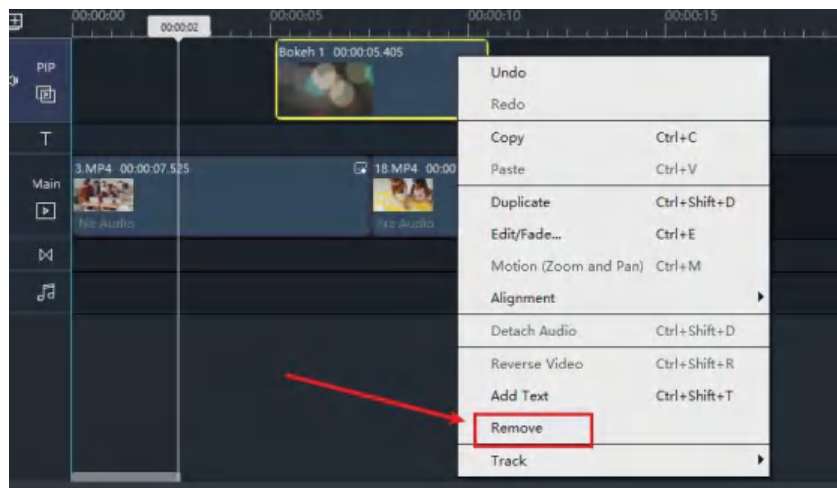 00:00:00 00:00:05 00:00:10 00:00:15
00:00:02
Bokeh 1 00:00:05.405
PIP
T
3.MP4 00:00:07.525 18.MP4 00:00
Main
No Audio No Audio
Undo
Redo
Copy Ctrl+C
Paste Ctrl+V
Duplicate Ctrl+Shift+D
Edit/Fade... Ctrl+E
Motion (Zoom and Pan) Ctrl+M
Alignment
Detach Audio Ctrl+Shift+D
Reverse Video Ctrl+Shift+R
Add Text Ctrl+Shift+T
Remove
Track